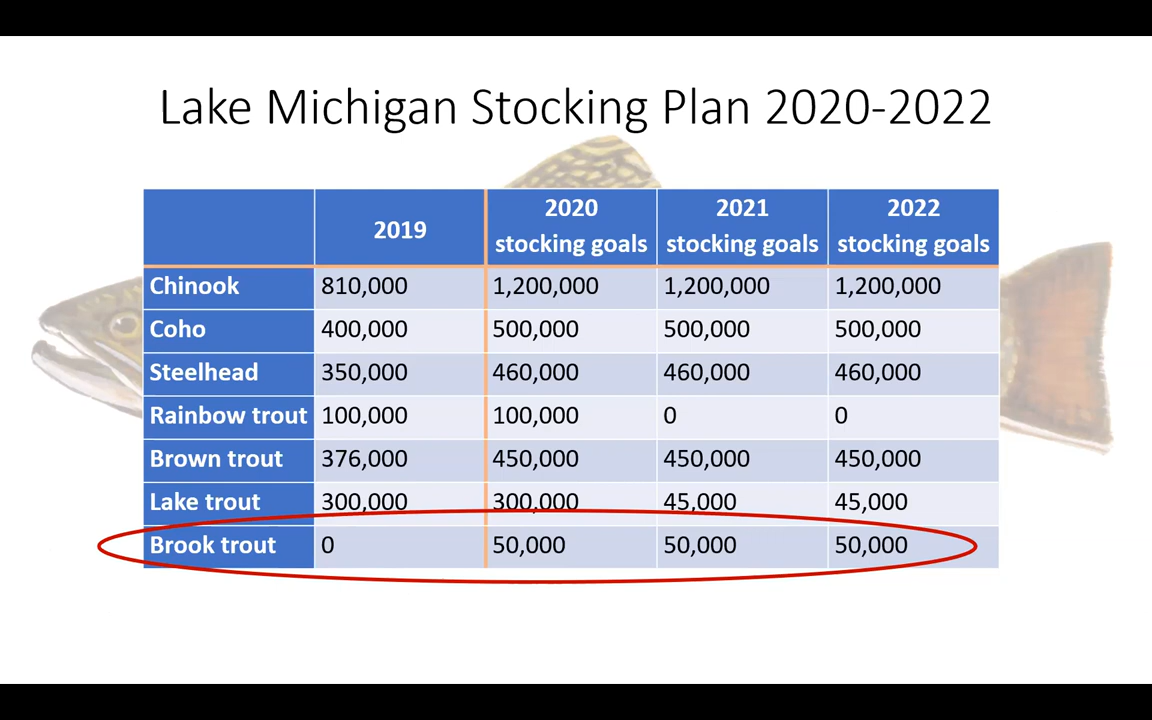 Lake Michigan Stocking Plan 2020-2022
2019 2020 stocking goals 2021 stocking goals 2022 stocking goals
Chinook 810,000 1,200,000 1,200,000 1,200,000
Coho 400,000 500,000 500,000 500,000
Steelhead 350,000 460,000 460,000 460,000
Rainbow trout 100,000 100,000 0 0
Brown trout 376,000 450,000 450,000 450,000
Lake trout 300,000 300,000 45,000 45,000
Brook trout 0 50,000 50,000 50,000